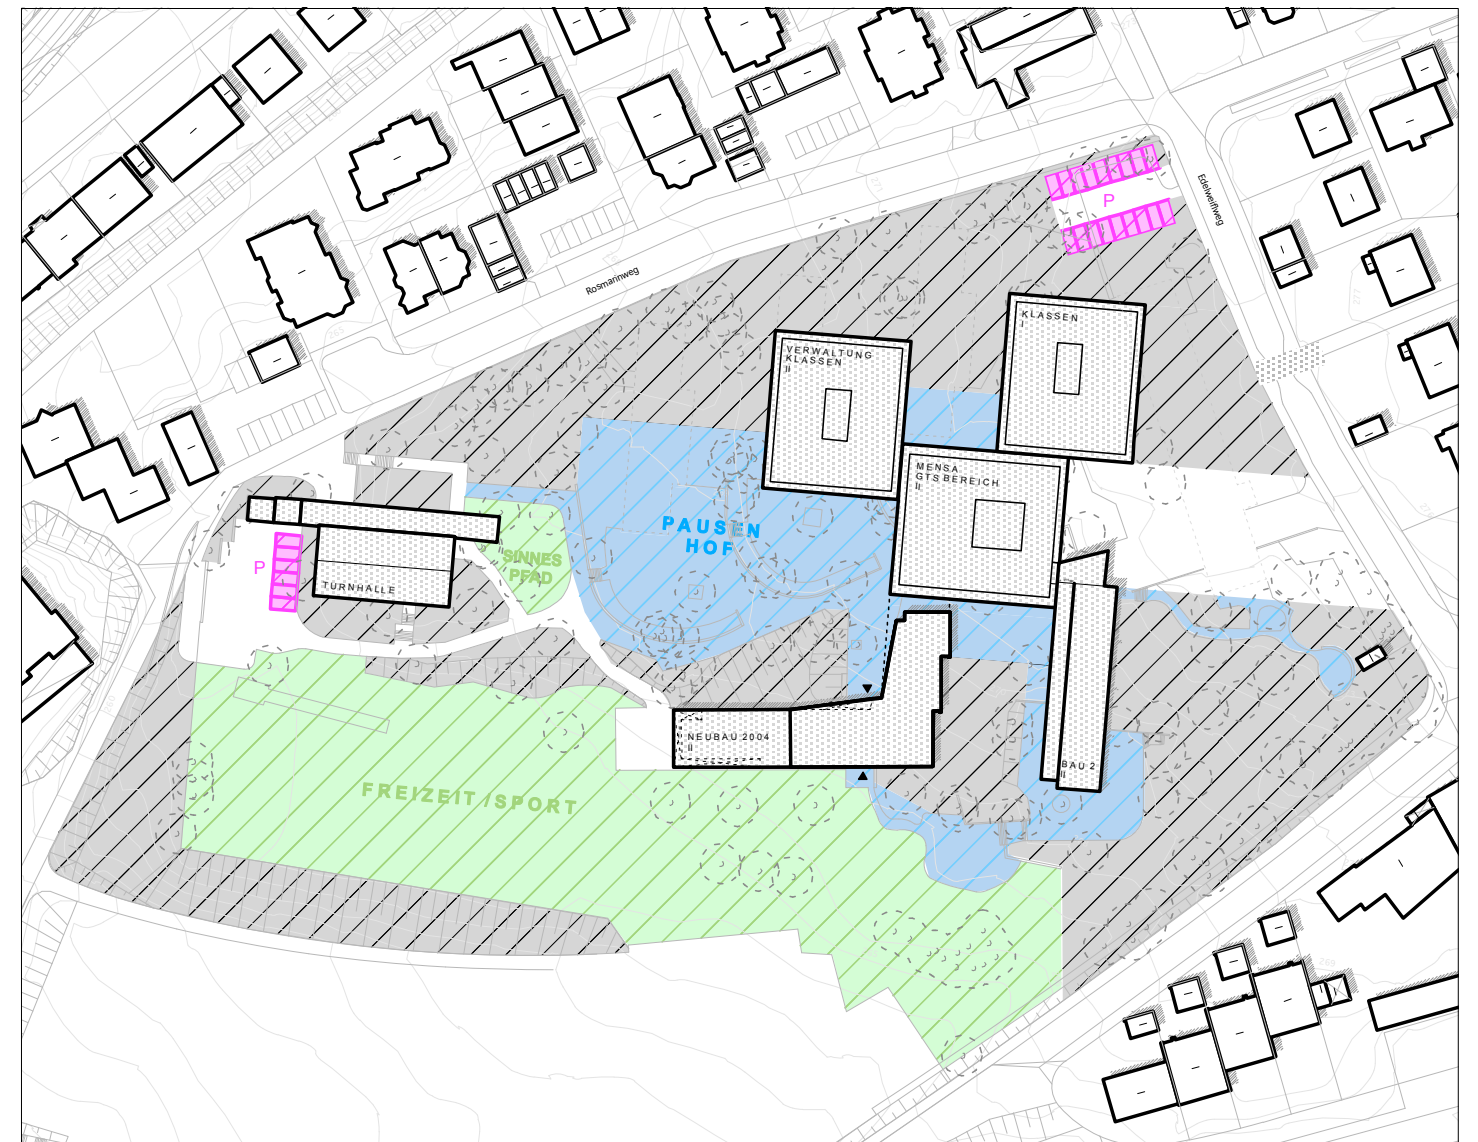 Edelweißweg
P
Rosmarinweg
KLASSEN
I
VERWALTUNG
KLASSEN
II
MENSA
GTS BEREICH
II
PAUSEN
HOF
SINNES
PFAD
P
TURNHALLE
NEUBAU 2004
II
BAU 2
II
FREIZEIT / SPORT